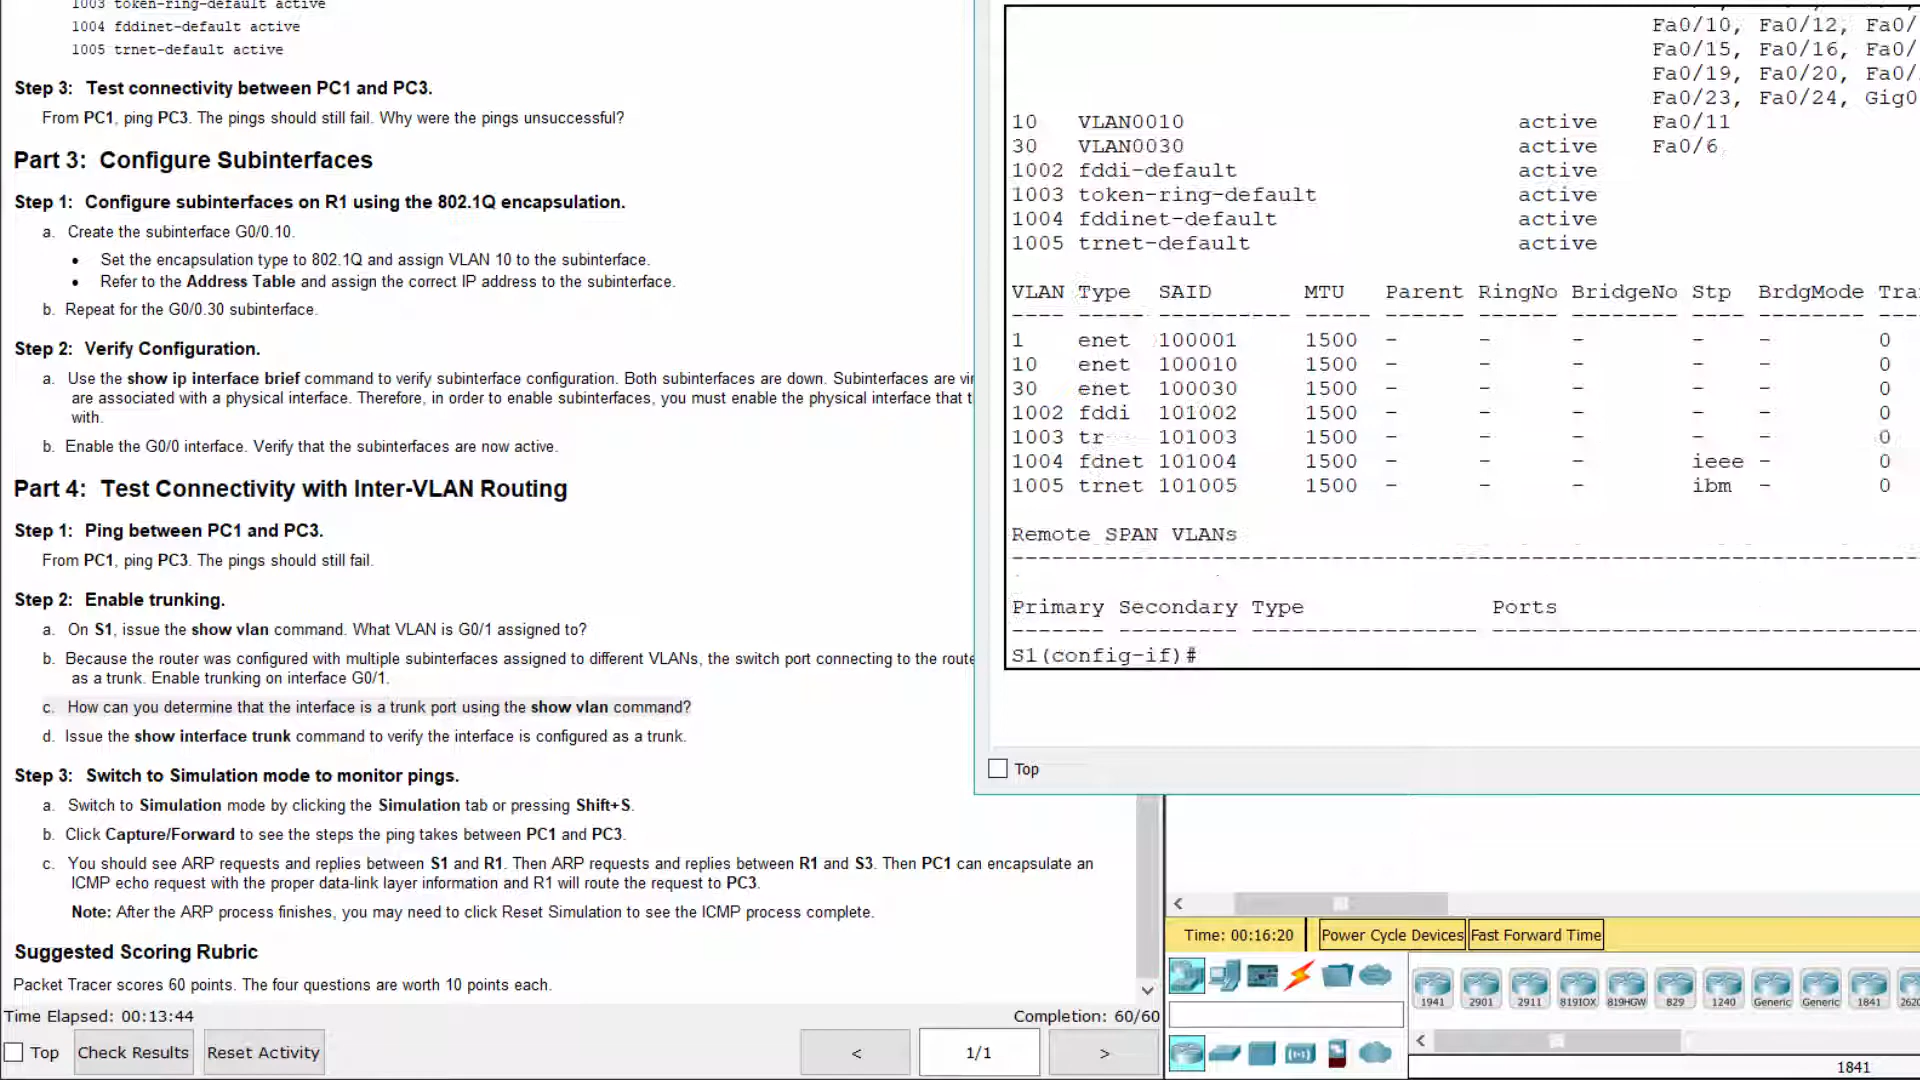 1003 token-ring-default active
1004 fddinet-default active
1005 trnet-default active
Step 3: Test connectivity between PC1 and PC3.
From PC1, ping PC3. The pings should still fail. Why were the pings unsuccessful?
Part 3: Configure Subinterfaces
Step 1: Configure subinterfaces on R1 using the 802.1Q encapsulation.
a. Create the subinterface G0/0.10.
• Set the encapsulation type to 802.1Q and assign VLAN 10 to the subinterface.
• Refer to the Address Table and assign the correct IP address to the subinterface.
b. Repeat for the G0/0.30 subinterface.
Step 2: Verify Configuration.
a. Use the show ip interface brief command to verify subinterface configuration. Both subinterfaces are down. Subinterfaces are
are associated with a physical interface. Therefore, in order to enable subinterfaces, you must enable the physical interface that
with.
b. Enable the G0/0 interface. Verify that the subinterfaces are now active.
Part 4: Test Connectivity with Inter-VLAN Routing
Step 1: Ping between PC1 and PC3.
From PC1, ping PC3. The pings should still fail.
Step 2: Enable trunking.
a. On S1, issue the show vlan command. What VLAN is G0/1 assigned to?
b. Because the router was configured with multiple subinterfaces assigned to different VLANs, the switch port connecting to the route
as a trunk. Enable trunking on interface G0/1.
c. How can you determine that the interface is a trunk port using the show vlan command?
d. Issue the show interface trunk command to verify the interface is configured as a trunk.
Step 3: Switch to Simulation mode to monitor pings.
a. Switch to Simulation mode by clicking the Simulation tab or pressing Shift+S.
b. Click Capture/Forward to see the steps the ping takes between PC1 and PC3.
c. You should see ARP requests and replies between S1 and R1. Then ARP requests and replies between R1 and S3. Then PC1 can encapsulate an
ICMP echo request with the proper data-link layer information and R1 will route the request to PC3.
Note: After the ARP process finishes, you may need to click Reset Simulation to see the ICMP process complete.
Suggested Scoring Rubric
Packet Tracer scores 60 points. The four questions are worth 10 points each.
Time Elapsed: 00:13:44 Completion: 60/60
Top Check Results Reset Activity < 1/1 >
Fa0/10, Fa0/12, Fa0/
Fa0/15, Fa0/16, Fa0/
Fa0/19, Fa0/20, Fa0/
Fa0/23, Fa0/24, Gig0
10 VLAN0010 active Fa0/11
30 VLAN0030 active Fa0/6
1002 fddi-default active
1003 token-ring-default active
1004 fddinet-default active
1005 trnet-default active
VLAN Type SAID MTU Parent RingNo BridgeNo Stp BrdgMode Tra
---- ----- ---------- ----- ------ ------ -------- ---- -------- ---
1 enet 100001 1500 - - - - - 0
10 enet 100010 1500 - - - - - 0
30 enet 100030 1500 - - - - - 0
1002 fddi 101002 1500 - - - - - 0
1003 tr 101003 1500 - - - - - 0
1004 fdnet 101004 1500 - - - ieee - 0
1005 trnet 101005 1500 - - - ibm - 0
Remote SPAN VLANs
--------------------------------------------------------------------
Primary Secondary Type Ports
------- --------- ----------------- --------------------------------
S1(config-if)#
Top
Time: 00:16:20 Power Cycle Devices Fast Forward Time
1941 2901 2911 819IOX 819HGW 829 1240 Generic Generic 1841 262
1841